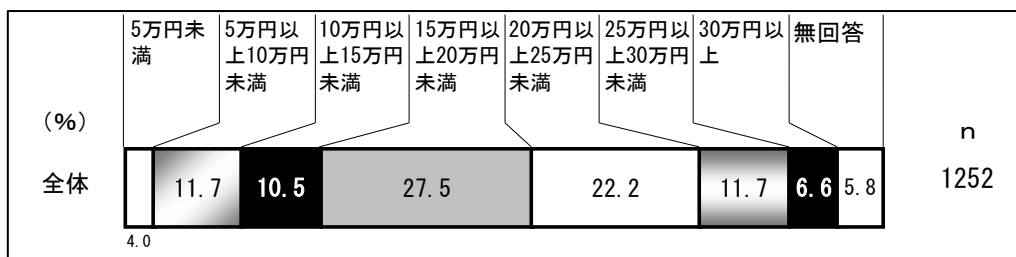 5万円未満
5万円以上10万円未満
10万円以上15万円未満
15万円以上20万円未満
20万円以上25万円未満
25万円以上30万円未満
30万円以上
無回答
(%)
n
全体
11.7
10.5
27.5
22.2
11.7
6.6
5.8
1252
4.0